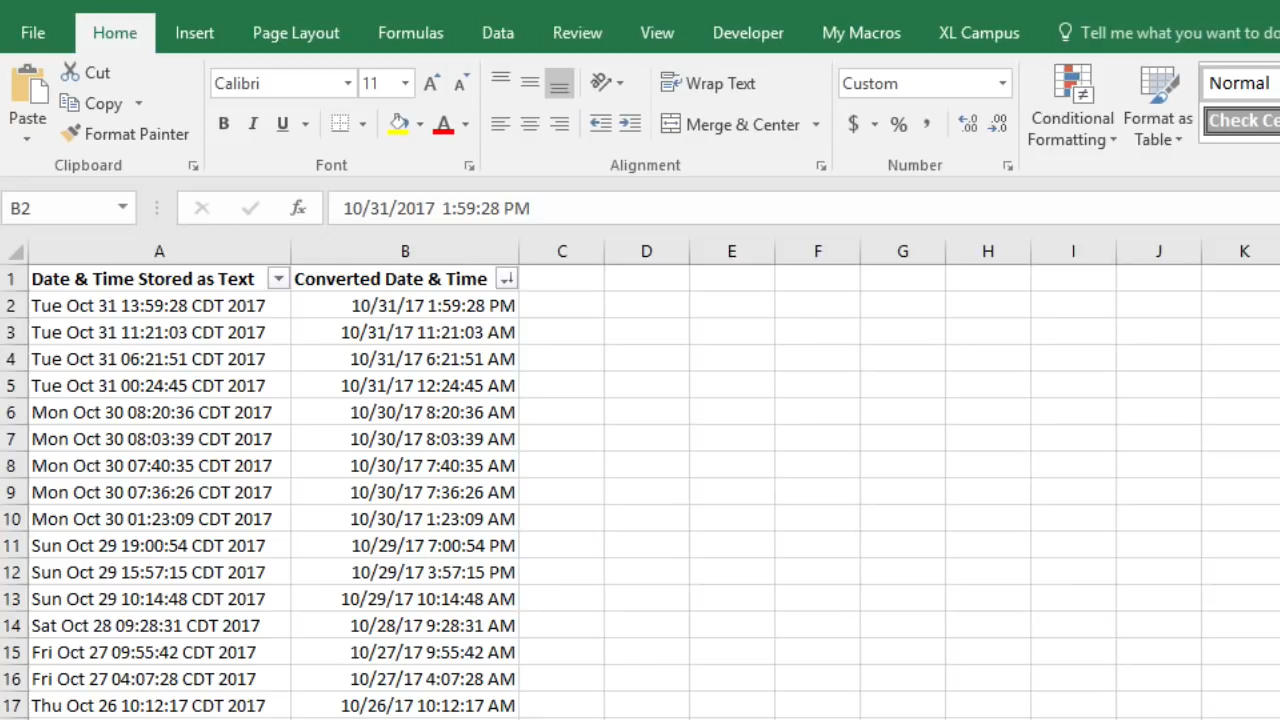 File Home Insert Page Layout Formulas Data Review View Developer My Macros XL Campus Tell me what you want to do
Paste Cut Copy Format Painter
Clipboard
Calibri 11 A A
B I U A
Font
Wrap Text
Merge & Center
Alignment
Custom
$ % ,
Number
Conditional Formatting
Format as Table
Normal
Check Ce
B2 fx 10/31/2017 1:59:28 PM
A B C D E F G H I J K
1 Date & Time Stored as Text Converted Date & Time
2 Tue Oct 31 13:59:28 CDT 2017 10/31/17 1:59:28 PM
3 Tue Oct 31 11:21:03 CDT 2017 10/31/17 11:21:03 AM
4 Tue Oct 31 06:21:51 CDT 2017 10/31/17 6:21:51 AM
5 Tue Oct 31 00:24:45 CDT 2017 10/31/17 12:24:45 AM
6 Mon Oct 30 08:20:36 CDT 2017 10/30/17 8:20:36 AM
7 Mon Oct 30 08:03:39 CDT 2017 10/30/17 8:03:39 AM
8 Mon Oct 30 07:40:35 CDT 2017 10/30/17 7:40:35 AM
9 Mon Oct 30 07:36:26 CDT 2017 10/30/17 7:36:26 AM
10 Mon Oct 30 01:23:09 CDT 2017 10/30/17 1:23:09 AM
11 Sun Oct 29 19:00:54 CDT 2017 10/29/17 7:00:54 PM
12 Sun Oct 29 15:57:15 CDT 2017 10/29/17 3:57:15 PM
13 Sun Oct 29 10:14:48 CDT 2017 10/29/17 10:14:48 AM
14 Sat Oct 28 09:28:31 CDT 2017 10/28/17 9:28:31 AM
15 Fri Oct 27 09:55:42 CDT 2017 10/27/17 9:55:42 AM
16 Fri Oct 27 04:07:28 CDT 2017 10/27/17 4:07:28 AM
17 Thu Oct 26 10:12:17 CDT 2017 10/26/17 10:12:17 AM